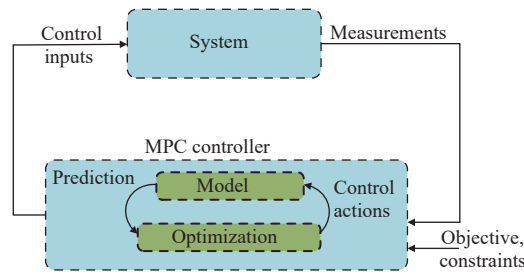 Control
inputs
System
Measurements
MPC controller
Prediction
Model
Control
actions
Optimization
Objective,
constraints